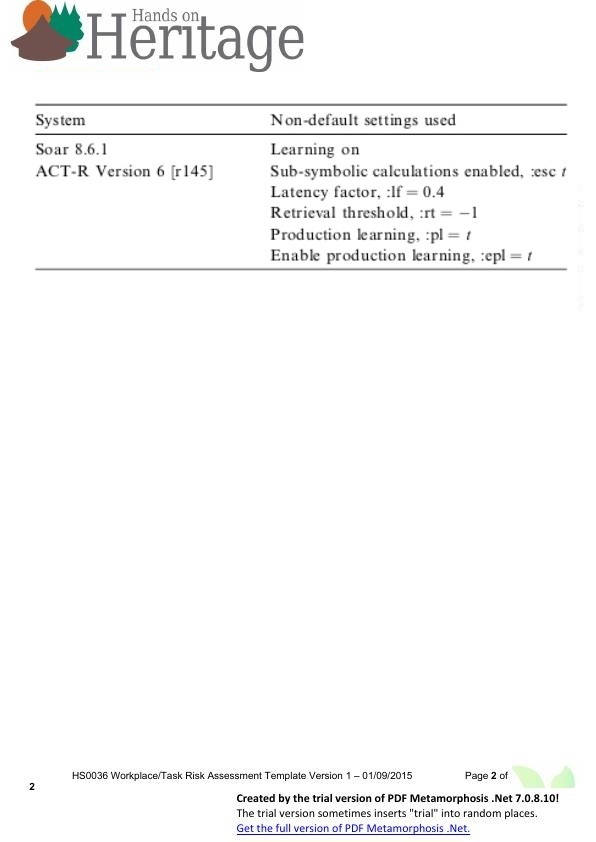 Hands on
Heritage
System Non-default settings used
Soar 8.6.1 Learning on
ACT-R Version 6 [r145] Sub-symbolic calculations enabled, :esc t
Latency factor, :lf = 0.4
Retrieval threshold, :rt = −1
Production learning, :pl = t
Enable production learning, :epl = t
HS0036 Workplace/Task Risk Assessment Template Version 1 – 01/09/2015 Page 2 of
2
Created by the trial version of PDF Metamorphosis .Net 7.0.8.10!
The trial version sometimes inserts "trial" into random places.
Get the full version of PDF Metamorphosis .Net.